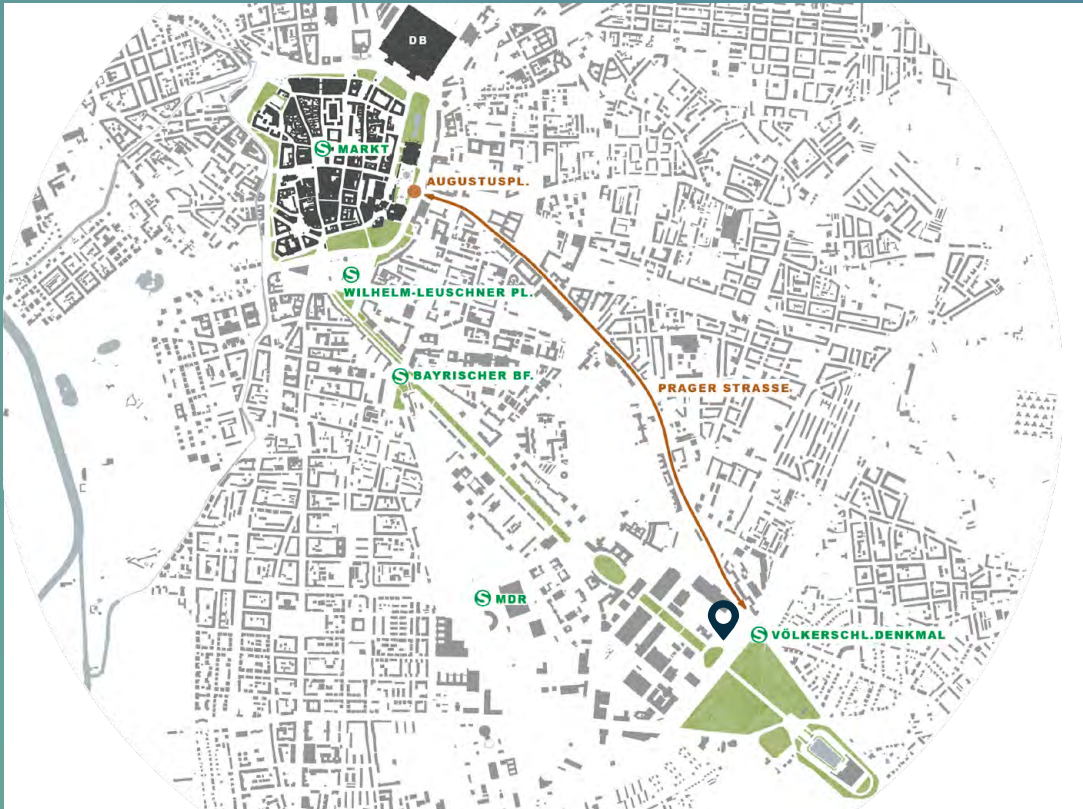 DB
S MARKT
AUGUSTUSPL.
S
WILHELM-LEUSCHNER PL.
S BAYRISCHER BF.
PRAGER STRASSE
S MDR
S VÖLKERSCHL.DENKMAL